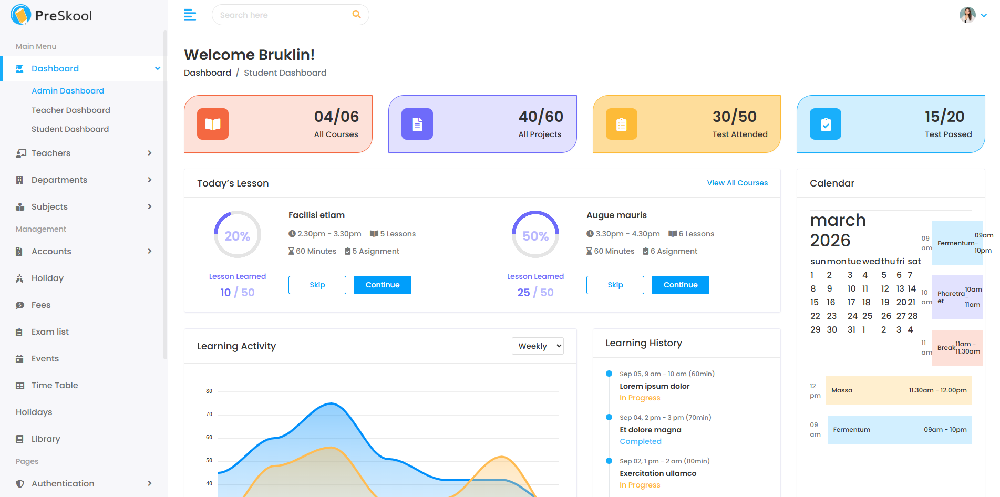 PreSkool
Search here
Main Menu
Dashboard
Admin Dashboard
Teacher Dashboard
Student Dashboard
Teachers
Departments
Subjects
Management
Accounts
Holiday
Fees
Exam list
Events
Time Table
Holidays
Library
Pages
Authentication
Welcome Bruklin!
Dashboard / Student Dashboard
04/06
All Courses
40/60
All Projects
30/50
Test Attended
15/20
Test Passed
Today's Lesson
View All Courses
20%
Lesson Learned
10 / 50
Facilisi etiam
2.30pm - 3.30pm 5 Lessons
60 Minutes 5 Asignment
Skip Continue
50%
Lesson Learned
25 / 50
Augue mauris
3.30pm - 4.30pm 6 Lessons
60 Minutes 6 Asignment
Skip Continue
Learning Activity
Weekly
80
70
60
50
40
Learning History
Sep 05, 9 am - 10 am (60min)
Lorem ipsum dolor
In Progress
Sep 04, 2 pm - 3 pm (70min)
Et dolore magna
Completed
Sep 02, 1 pm - 2 am (80min)
Exercitation ullamco
In Progress
Calendar
march
2026
sun mon tue wed thu fri sat
1 2 3 4 5 6 7
8 9 10 11 12 13 14
15 16 17 18 19 20 21
22 23 24 25 26 27 28
29 30 31 1 2 3 4
09
am
Fermentum
09am
-
10pm
10
am
Pharetra
et
10am
-
11am
11
am
Break
11am -
11.30am
12
pm
Massa 11.30am - 12.00pm
09
am
Fermentum 09am - 10pm